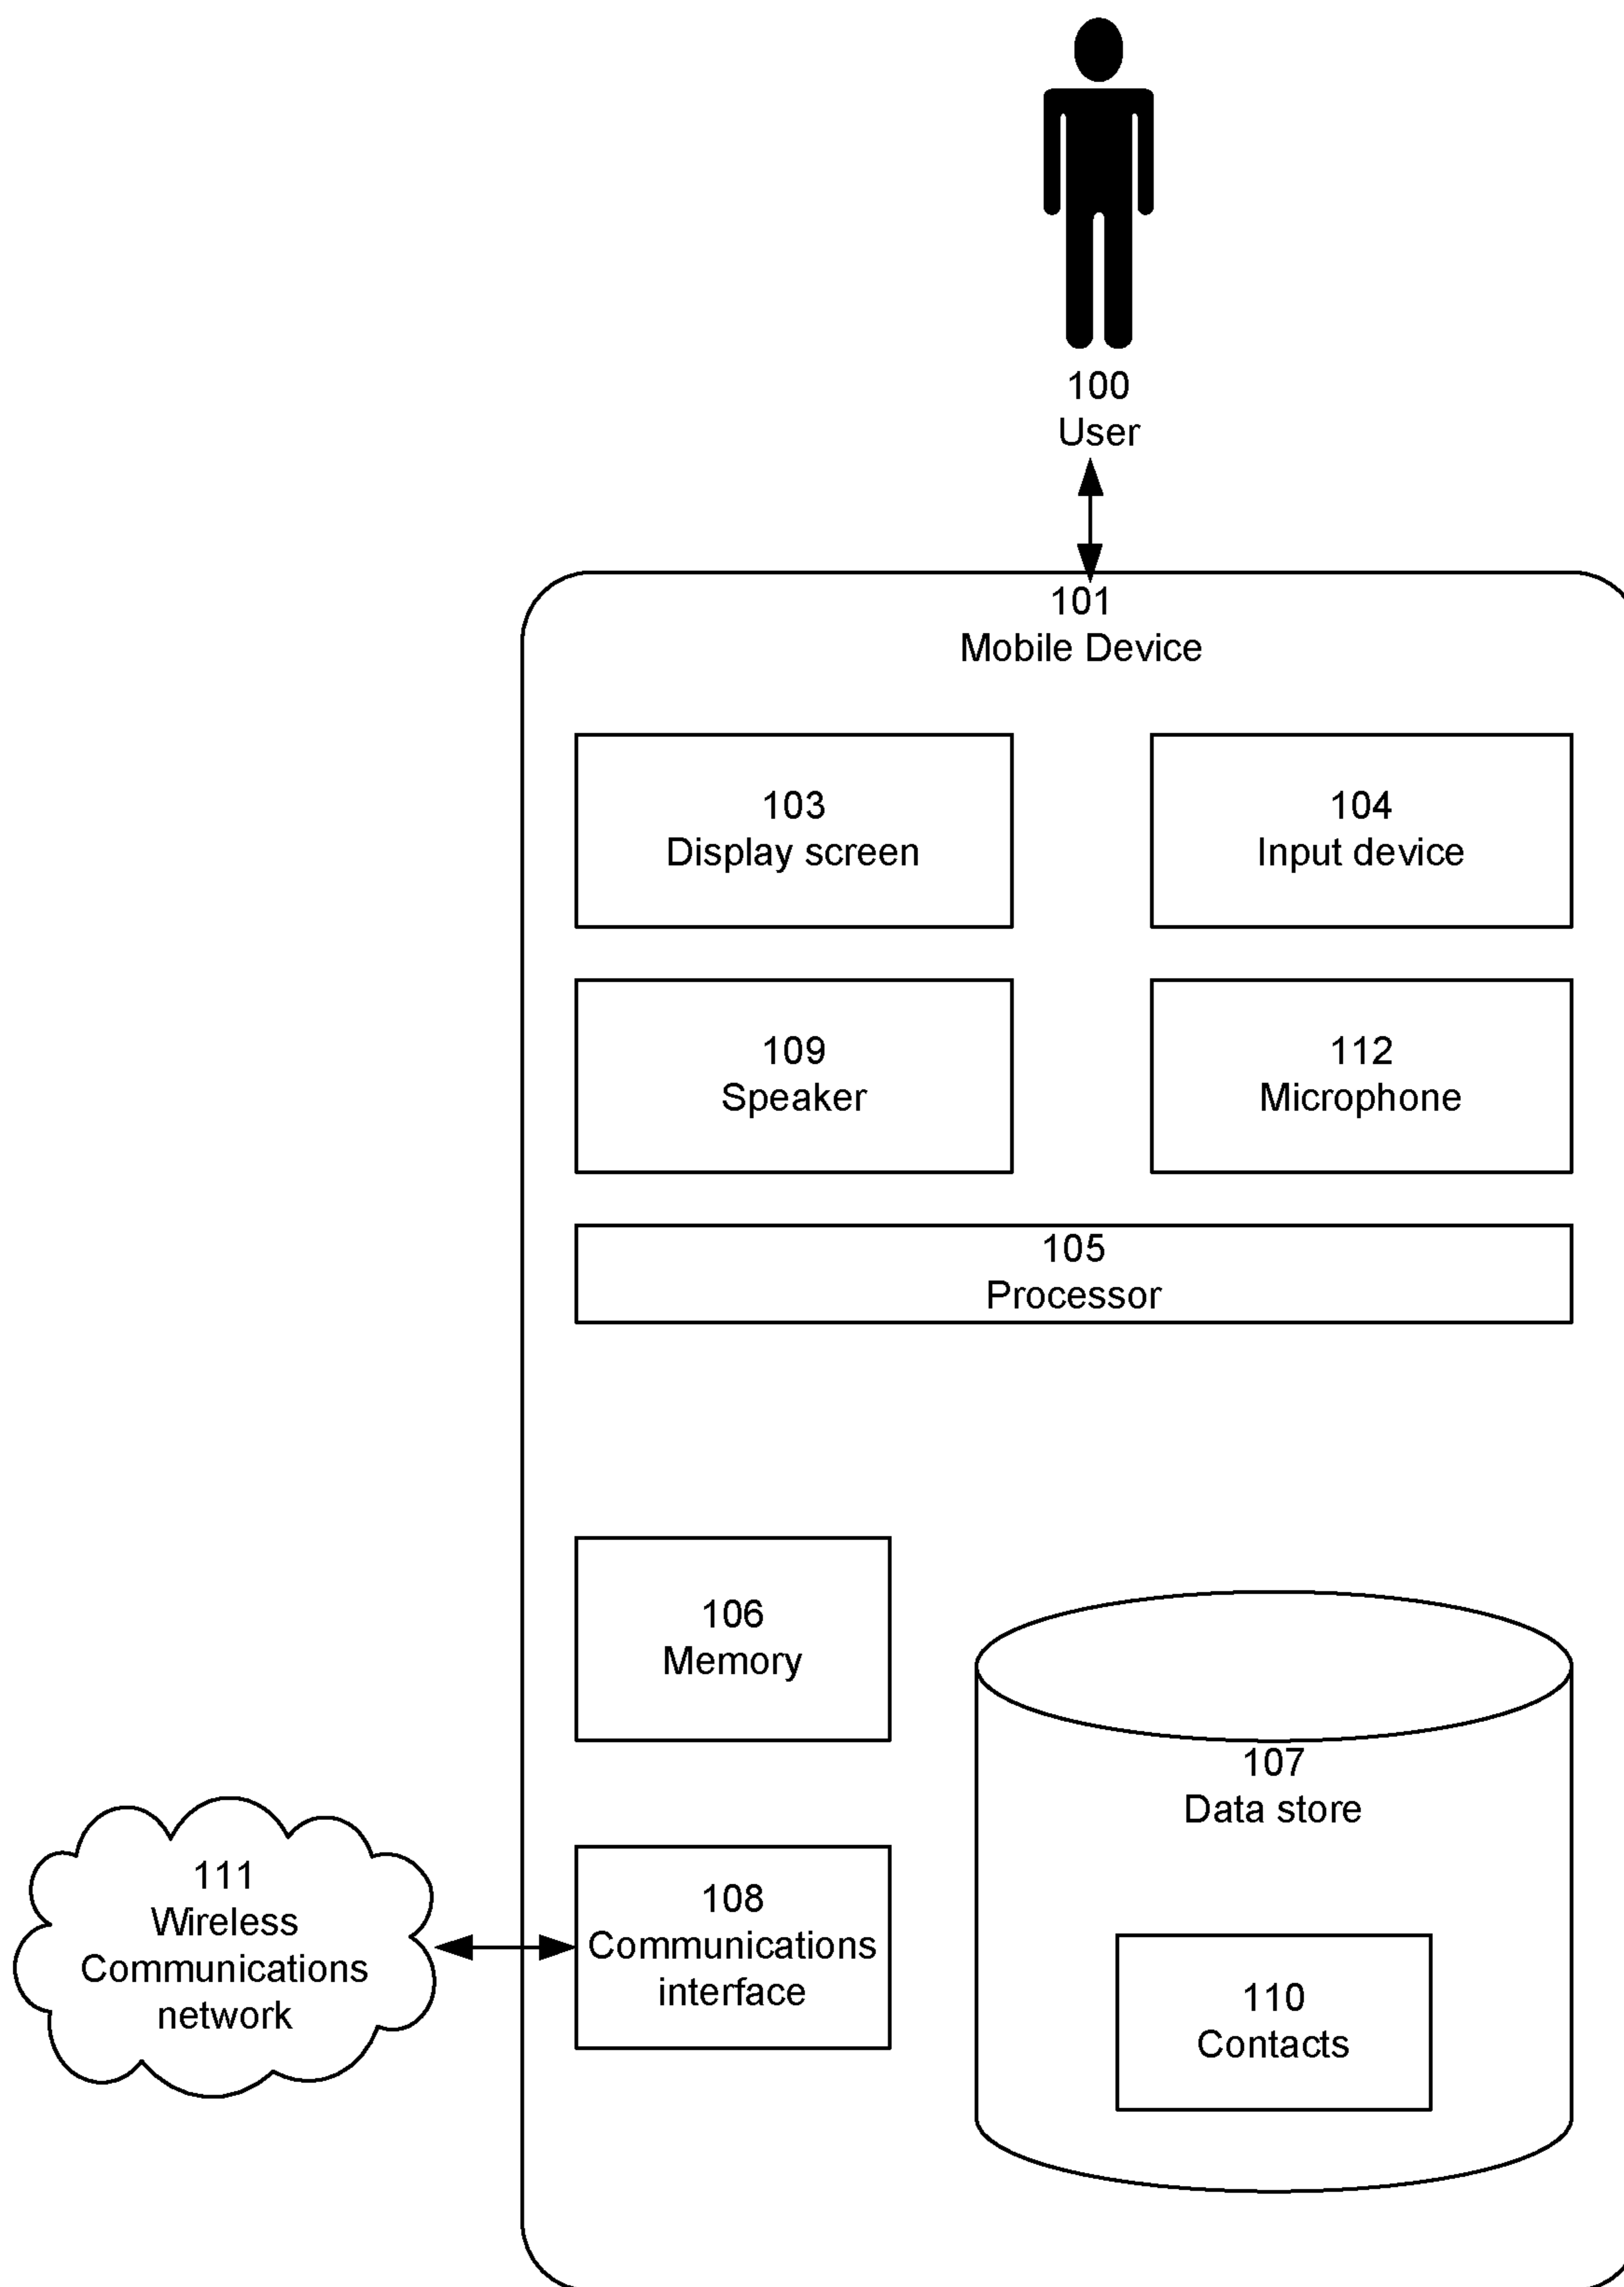 100
User
101
Mobile Device
103
Display screen
104
Input device
109
Speaker
112
Microphone
105
Processor
106
Memory
107
Data store
111
Wireless
Communications
network
108
Communications
interface
110
Contacts